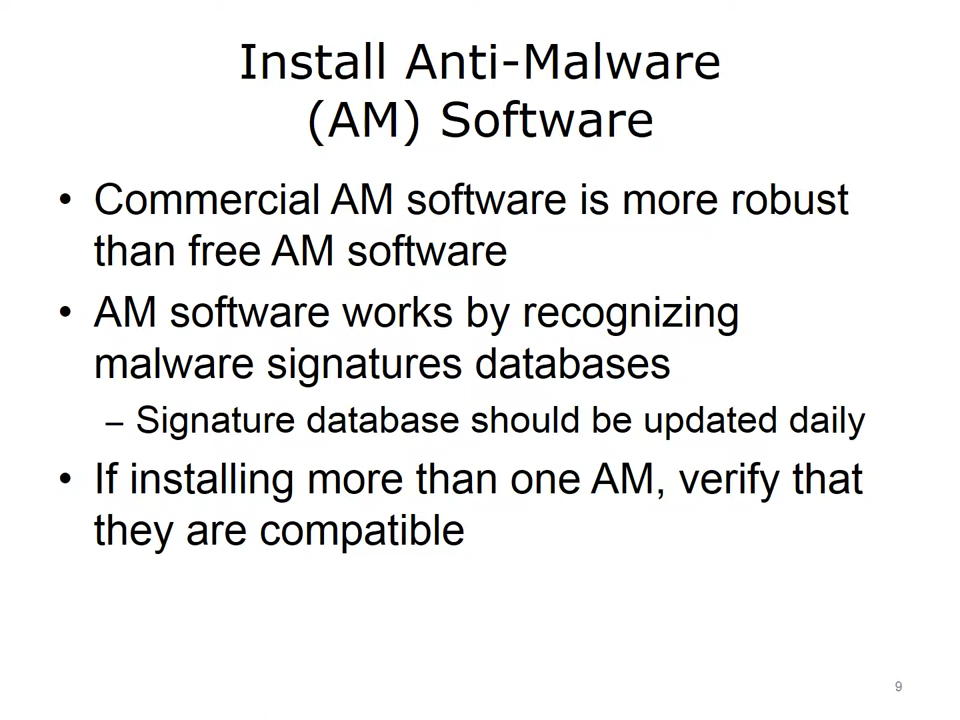 Install Anti-Malware
(AM) Software
• Commercial AM software is more robust
than free AM software
• AM software works by recognizing
malware signatures databases
– Signature database should be updated daily
• If installing more than one AM, verify that
they are compatible
9